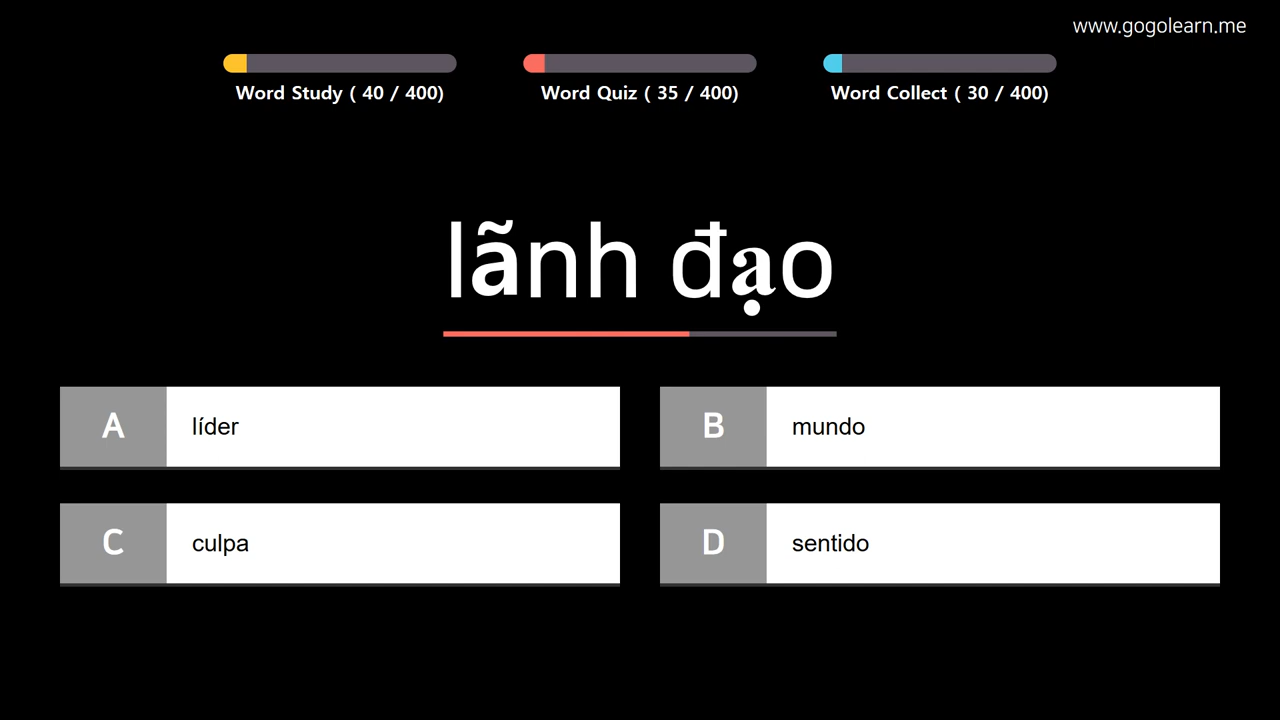 www.gogolearn.me
Word Study ( 40 / 400)
Word Quiz ( 35 / 400)
Word Collect ( 30 / 400)
lãnh đạo
A líder
B mundo
C culpa
D sentido